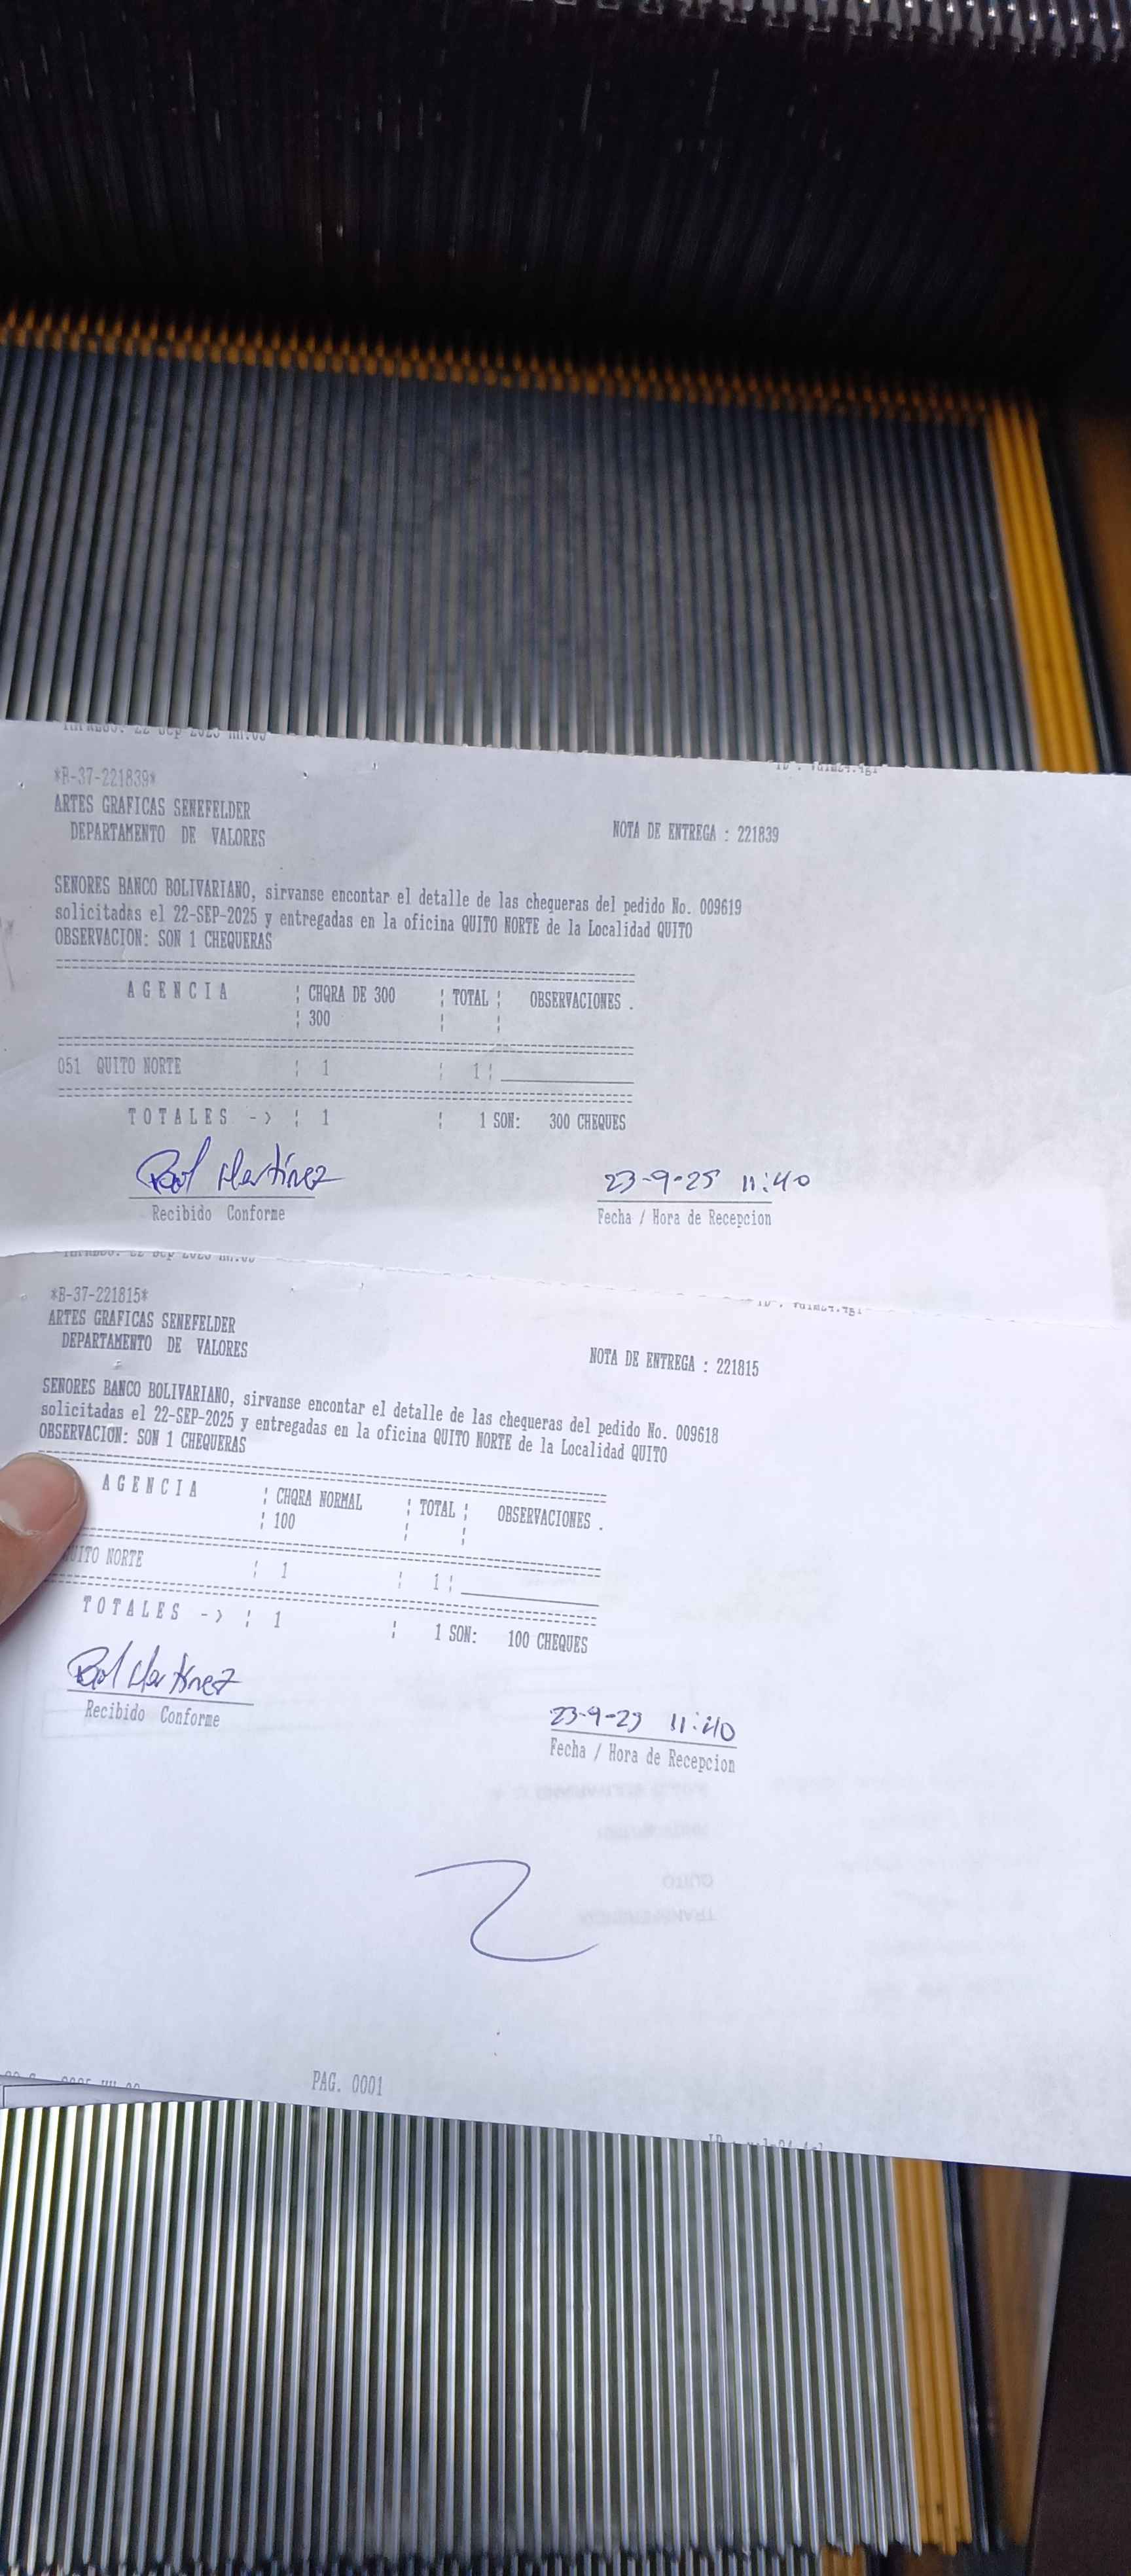 *B-37-221839*
ARTES GRAFICAS SENEFELDER
DEPARTAMENTO DE VALORES
NOTA DE ENTREGA : 221839
SENORES BANCO BOLIVARIANO, sirvanse encontar el detalle de las chequeras del pedido No. 009619
solicitadas el 22-SEP-2025 y entregadas en la oficina QUITO NORTE de la Localidad QUITO
OBSERVACION: SON 1 CHEQUERAS
A G E N C I A ¦ CHQRA DE 300 ¦ TOTAL ¦ OBSERVACIONES .
¦ 300 ¦ ¦
051 QUITO NORTE ¦ 1 ¦ 1 ¦
T O T A L E S -> ¦ 1 ¦ 1 SON: 300 CHEQUES
Martínez 23-9-25 11:40
Recibido Conforme Fecha / Hora de Recepcion
*B-37-221815*
ARTES GRAFICAS SENEFELDER
DEPARTAMENTO DE VALORES
NOTA DE ENTREGA : 221815
SENORES BANCO BOLIVARIANO, sirvanse encontar el detalle de las chequeras del pedido No. 009618
solicitadas el 22-SEP-2025 y entregadas en la oficina QUITO NORTE de la Localidad QUITO
OBSERVACION: SON 1 CHEQUERAS
A G E N C I A ¦ CHQRA NORMAL ¦ TOTAL ¦ OBSERVACIONES .
¦ 100 ¦ ¦
NORTE ¦ 1 ¦ 1 ¦
T O T A L E S -> ¦ 1 ¦ 1 SON: 100 CHEQUES
Martinez 11:40
Recibido Conforme Fecha / Hora de Recepcion
PAG. 0001